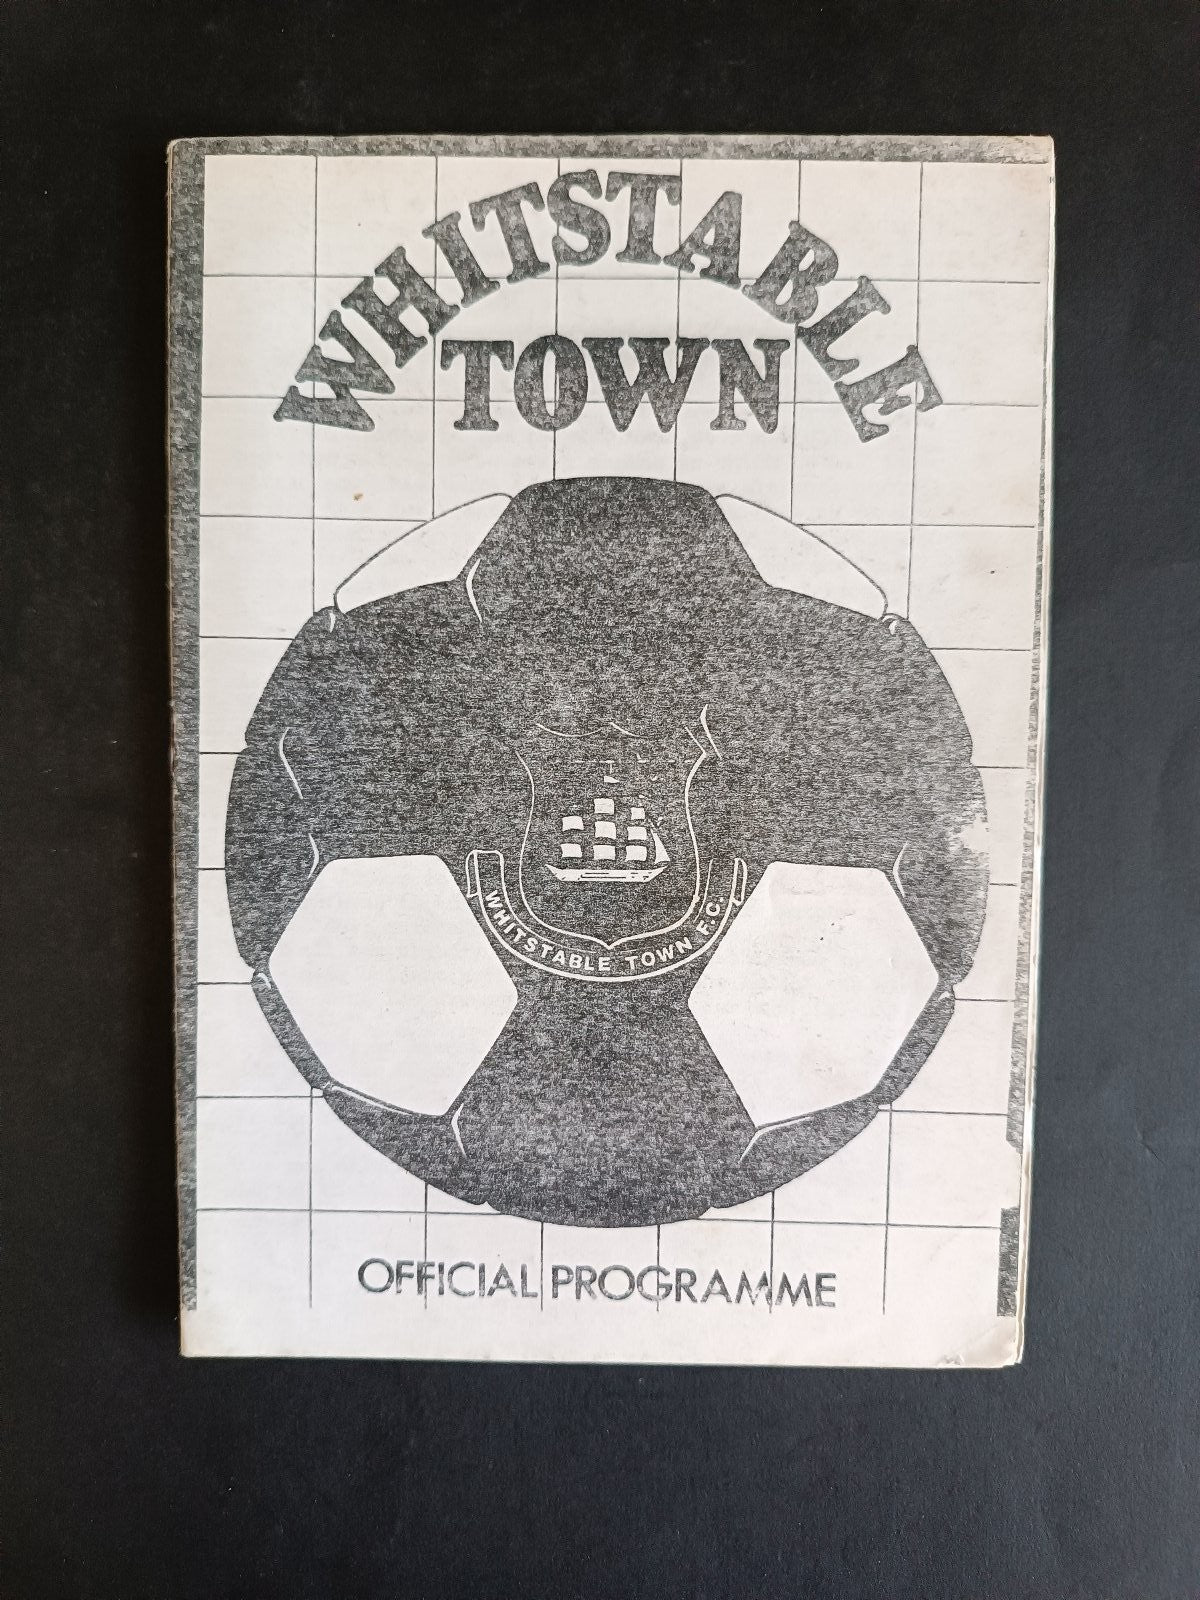 WHITSTABLE
TOWN
WHITSTABLE TOWN F.C.
OFFICIAL PROGRAMME